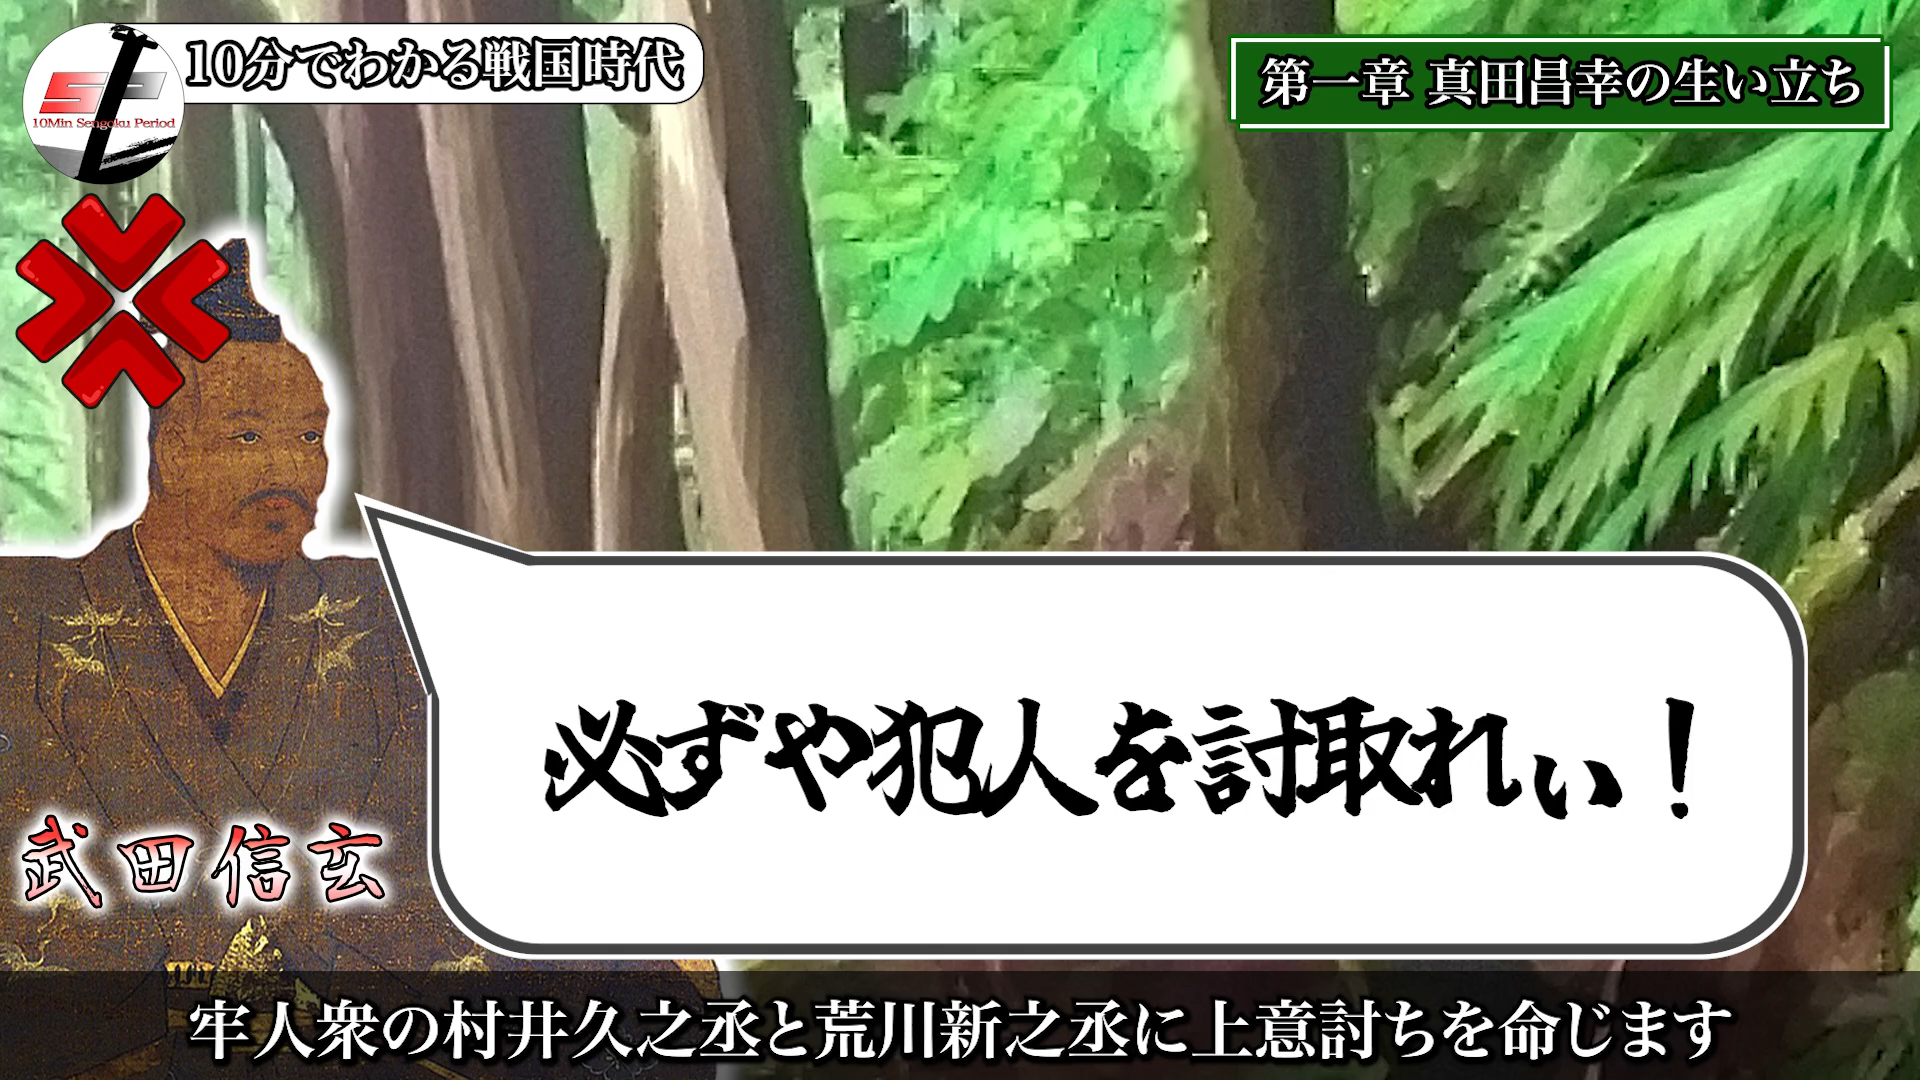 10分でわかる戦国時代
SP
10Min Sengoku Period
第一章 真田昌幸の生い立ち
必ずや犯人を討取れぃ！
武田信玄
牢人衆の村井久之丞と荒川新之丞に上意討ちを命じます